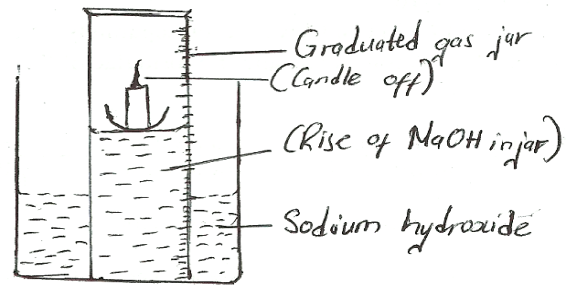 Graduated gas jar
(Candle off)
(Rise of NaOH in jar)
Sodium hydroxide